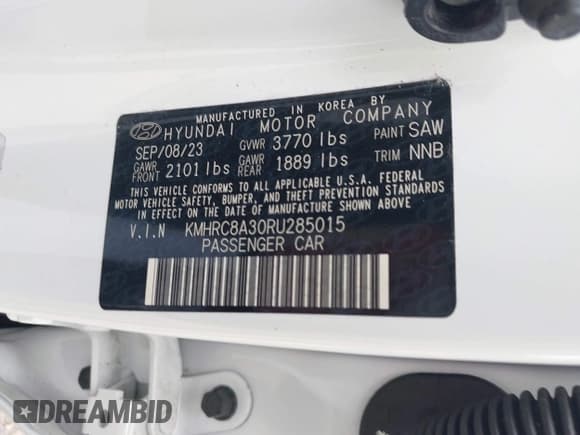 MANUFACTURED IN KOREA BY
HYUNDAI MOTOR COMPANY
SEP/08/23 GVWR 3770 lbs PAINT SAW
GAWR FRONT 2101 lbs GAWR REAR 1889 lbs TRIM NNB
THIS VEHICLE CONFORMS TO ALL APPLICABLE U.S.A. FEDERAL
MOTOR VEHICLE SAFETY, BUMPER, AND THEFT PREVENTION STANDARDS
IN EFFECT ON THE DATE OF MANUFACTURE SHOWN ABOVE.
V.I.N KMHRC8A30RU285015
PASSENGER CAR
DREAMBID